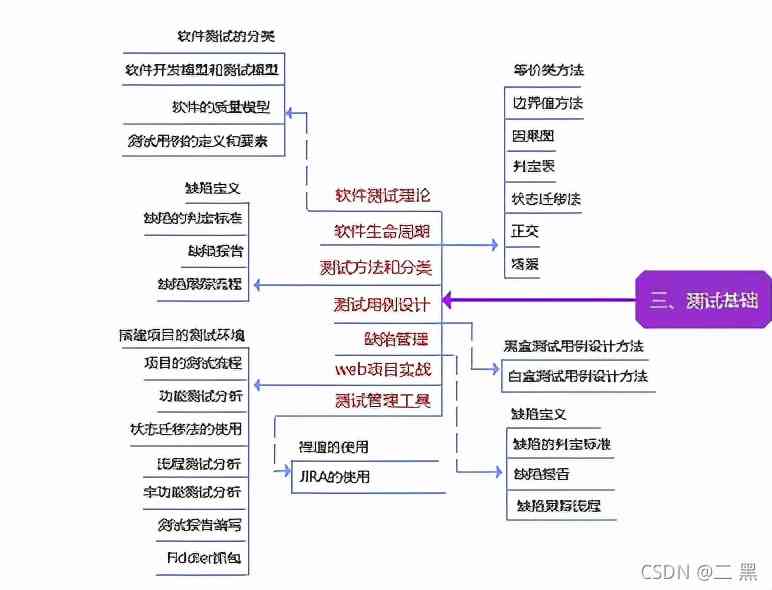 软件测试的分类
软件开发模型和测试模型
软件的质量模型
测试用例的定义和要素
缺陷定义
缺陷的判定标准
缺陷报告
缺陷跟踪流程
搭建项目的测试环境
项目的测试流程
功能测试分析
状态迁移法的使用
流程测试分析
全功能测试分析
测试报告编写
Fiddler抓包
软件测试理论
软件生命周期
测试方法和分类
测试用例设计
缺陷管理
web项目实战
测试管理工具
禅道的使用
JIRA的使用
等价类方法
边界值方法
因果图
判定表
状态迁移法
正交
场景
三、测试基础
黑盒测试用例设计方法
白盒测试用例设计方法
缺陷定义
缺陷的判定标准
缺陷报告
缺陷跟踪流程
CSDN @二 黑